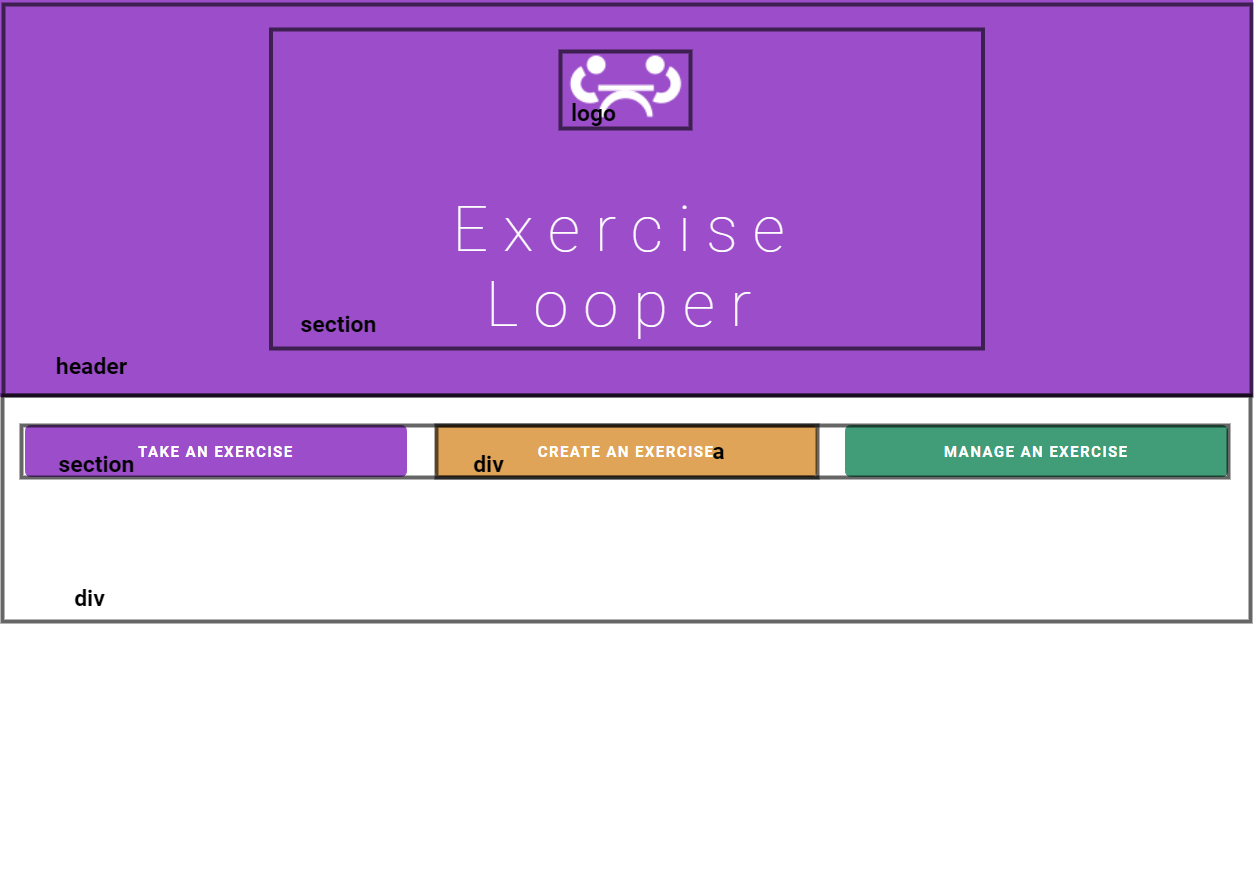 logo
Exercise
Looper
section
header
TAKE AN EXERCISE
CREATE AN EXERCISE
a
MANAGE AN EXERCISE
section
div
div